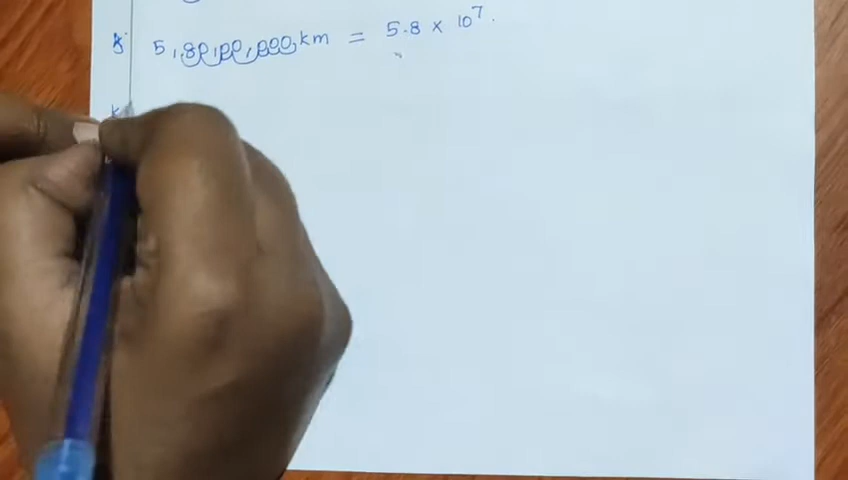 j 5,80,00,000 km = 5.8 × 10⁷.
k